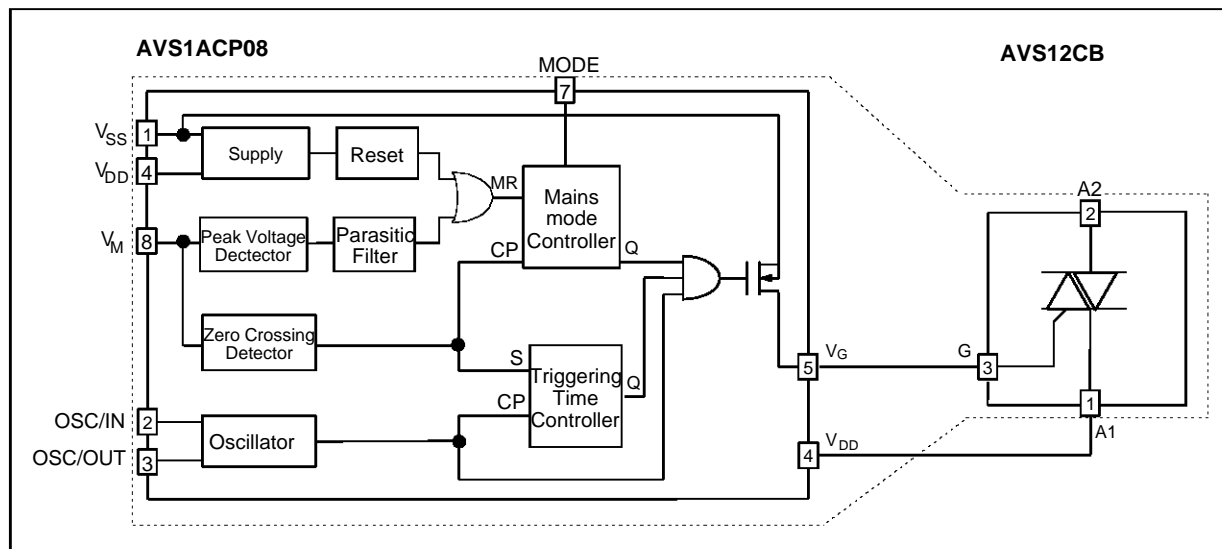 AVS1ACP08
AVS12CB
MODE
7
VSS
1
Supply
Reset
VDD
4
MR
Mains
mode
Controller
A2
2
VM
8
Peak Voltage
Dectector
Parasitic
Filter
CP
Q
Zero Crossing
Detector
S
Triggering
Time
Controller
Q
CP
VG
5
G
3
OSC/IN
2
Oscillator
OSC/OUT
3
1
A1
VDD
4